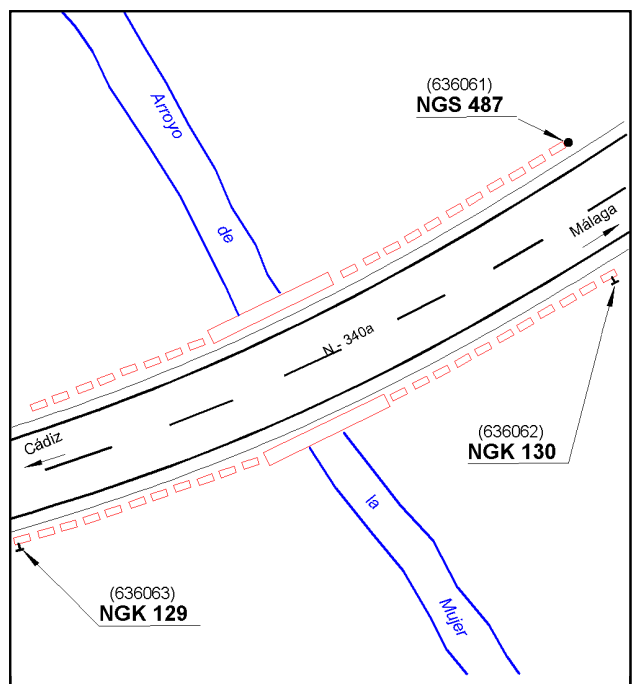 (636061)
NGS 487
Arroyo
de
Málaga
N - 340a
Cádiz
(636062)
NGK 130
la
Mujer
(636063)
NGK 129